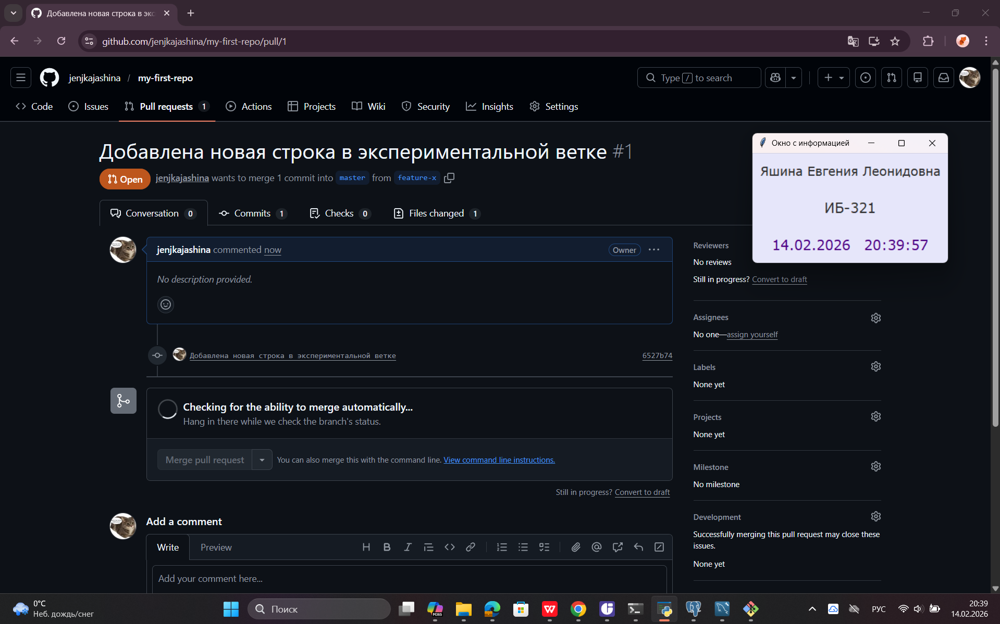 Добавлена новая строка в экс
github.com/jenjkajashina/my-first-repo/pull/1
jenjkajashina / my-first-repo
Type / to search
Code
Issues
Pull requests 1
Actions
Projects
Wiki
Security
Insights
Settings
Добавлена новая строка в экспериментальной ветке #1
Open
jenjkajashina wants to merge 1 commit into master from feature-x
Окно с информацией
Яшина Евгения Леонидовна
ИБ-321
14.02.2026 20:39:57
Conversation 0
Commits 1
Checks 0
Files changed 1
jenjkajashina commented now
Owner
No description provided.
Добавлена новая строка в экспериментальной ветке
6527b74
Checking for the ability to merge automatically...
Hang in there while we check the branch's status.
Merge pull request
You can also merge this with the command line. View command line instructions.
Still in progress? Convert to draft
Add a comment
Write
Preview
Add your comment here...
Reviewers
No reviews
Still in progress? Convert to draft
Assignees
No one—assign yourself
Labels
None yet
Projects
None yet
Milestone
No milestone
Development
Successfully merging this pull request may close these
issues.
None yet
0°C
Неб. дождь/снег
Поиск
M365
РУС
20:39
14.02.2026